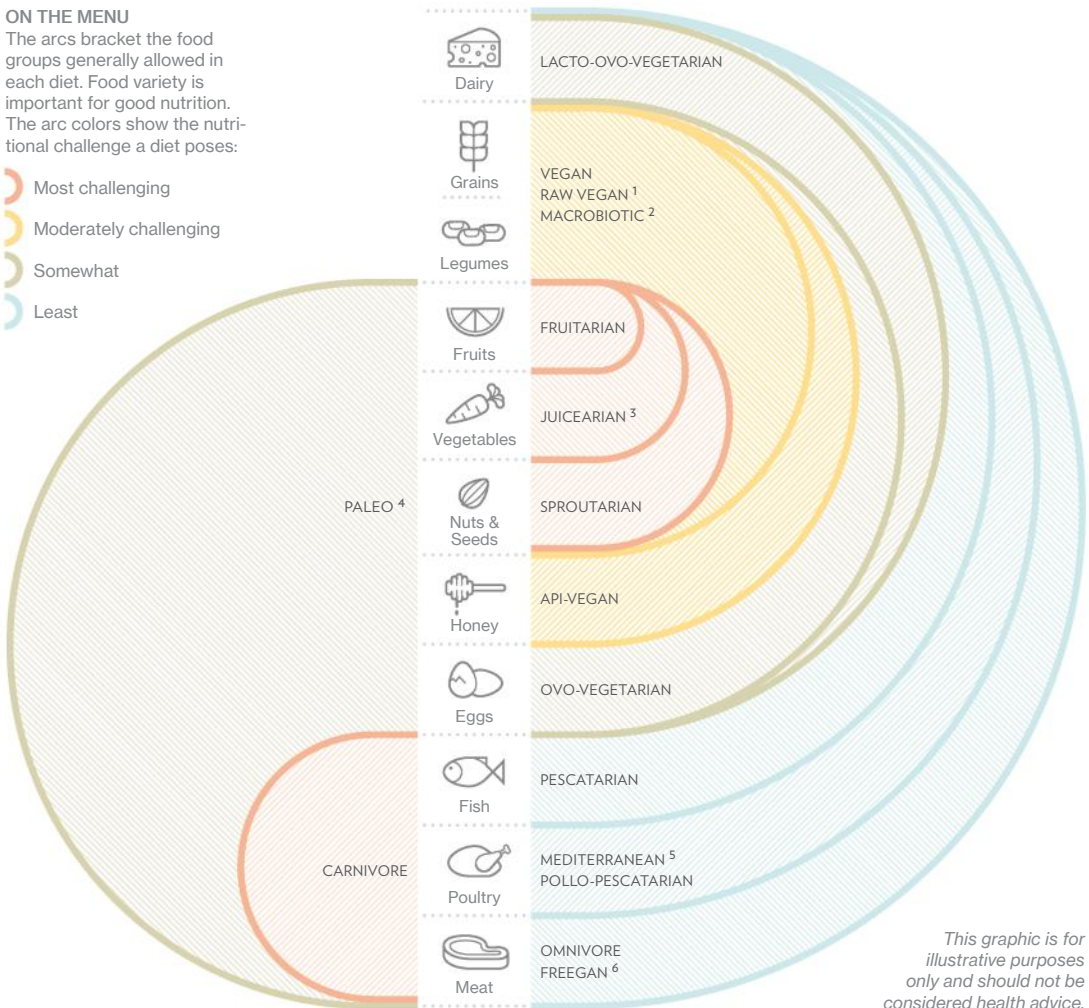 ON THE MENU
The arcs bracket the food
groups generally allowed in
each diet. Food variety is
important for good nutrition.
The arc colors show the nutri-
tional challenge a diet poses:
Most challenging
Moderately challenging
Somewhat
Least
Dairy
Grains
Legumes
Fruits
Vegetables
Nuts &
Seeds
Honey
Eggs
Fish
Poultry
Meat
PALEO 4
CARNIVORE
LACTO-OVO-VEGETARIAN
VEGAN
RAW VEGAN 1
MACROBIOTIC 2
FRUITARIAN
JUICEARIAN 3
SPROUTARIAN
API-VEGAN
OVO-VEGETARIAN
PESCATARIAN
MEDITERRANEAN 5
POLLO-PESCATARIAN
OMNIVORE
FREEGAN 6
This graphic is for
illustrative purposes
only and should not be
considered health advice.